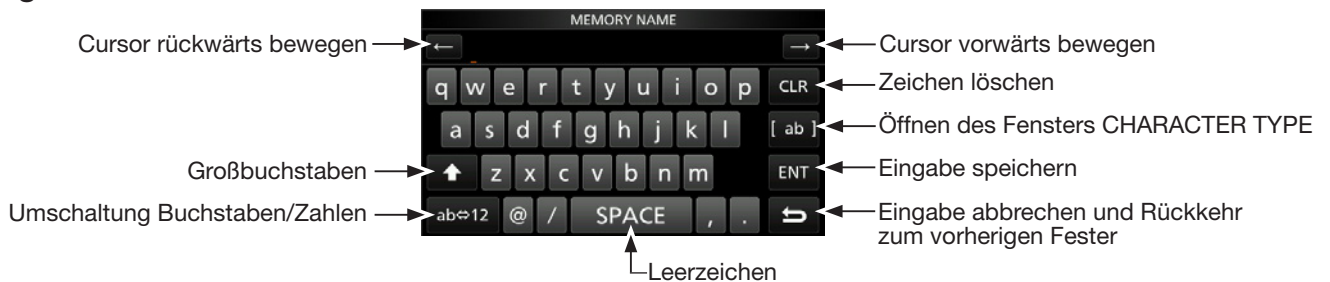 MEMORY NAME
Cursor rückwärts bewegen ← → Cursor vorwärts bewegen
q w e r t y u i o p CLR Zeichen löschen
a s d f g h j k l [ ab ] Öffnen des Fensters CHARACTER TYPE
Großbuchstaben z x c v b n m ENT Eingabe speichern
Umschaltung Buchstaben/Zahlen ab⇔12 @ / SPACE , . Eingabe abbrechen und Rückkehr
zum vorherigen Fester
Leerzeichen